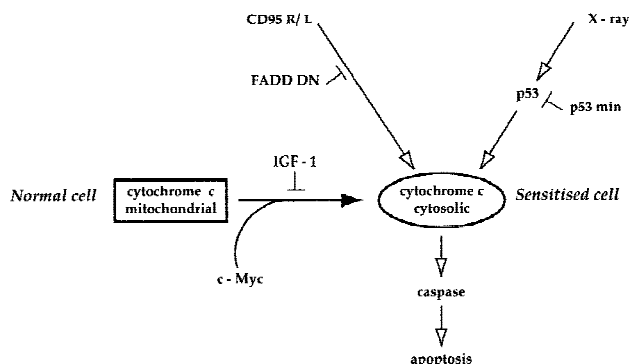 CD95 R/ L
X - ray
FADD DN
p53
p53 min
IGF - 1
Normal cell
cytochrome c
mitochondrial
cytochrome c
cytosolic
Sensitised cell
c - Myc
caspase
apoptosis